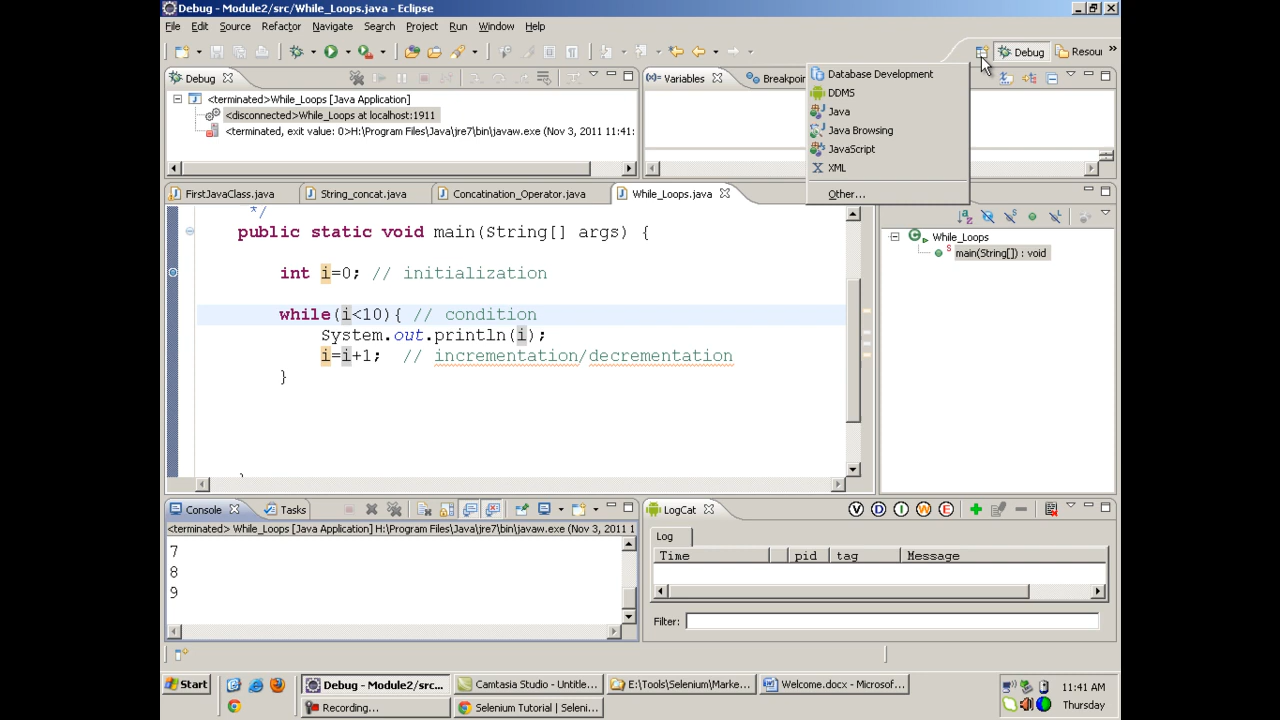 Debug - Module2/src/While_Loops.java - Eclipse
File Edit Source Refactor Navigate Search Project Run Window Help
Debug Resour »
Debug
<terminated>While_Loops [Java Application]
<disconnected>While_Loops at localhost:1911
<terminated, exit value: 0>H:\Program Files\Java\jre7\bin\javaw.exe (Nov 3, 2011 11:41:
Variables Breakpoin
Database Development
DDMS
Java
Java Browsing
JavaScript
XML
Other...
FirstJavaClass.java String_concat.java Concatination_Operator.java While_Loops.java
*/
public static void main(String[] args) {
int i=0; // initialization
while(i<10){ // condition
System.out.println(i);
i=i+1; // incrementation/decrementation
}
While_Loops
main(String[]) : void
Console Tasks
<terminated> While_Loops [Java Application] H:\Program Files\Java\jre7\bin\javaw.exe (Nov 3, 2011 1
7
8
9
LogCat
V D I W E
Log
Time pid tag Message
Filter:
Start Debug - Module2/src... Camtasia Studio - Untitle... E:\Tools\Selenium\Marke... Welcome.docx - Microsof... 11:41 AM
Recording... Selenium Tutorial | Seleni... Thursday